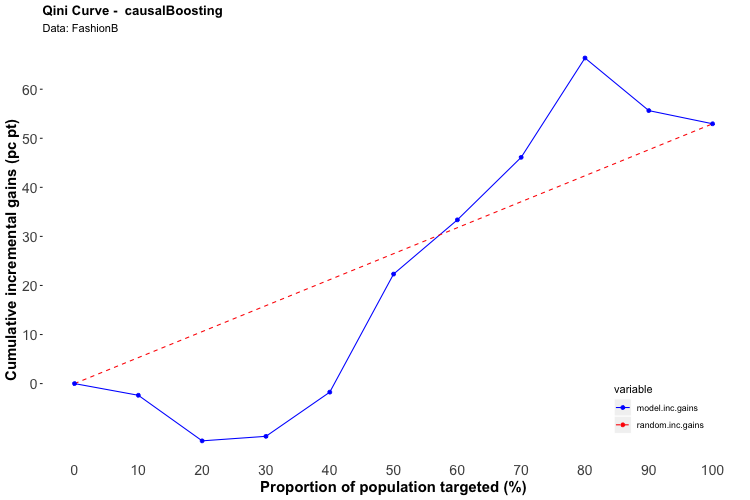 Qini Curve -  causalBoosting
Data: FashionB
Cumulative incremental gains (pc pt)
60
50
40
30
20
10
0
variable
model.inc.gains
random.inc.gains
0 10 20 30 40 50 60 70 80 90 100
Proportion of population targeted (%)